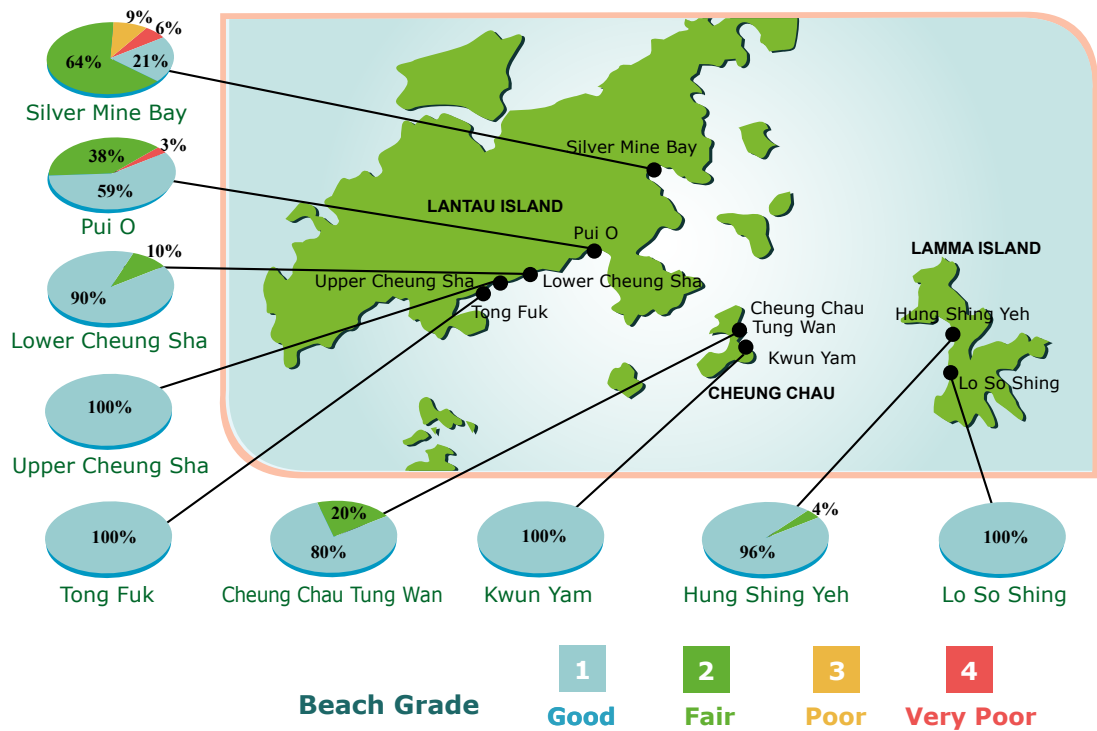 9%
6%
64%
21%
Silver Mine Bay
38%
3%
59%
Pui O
10%
90%
Lower Cheung Sha
100%
Upper Cheung Sha
100%
Tong Fuk
20%
80%
Cheung Chau Tung Wan
100%
Kwun Yam
4%
96%
Hung Shing Yeh
100%
Lo So Shing
Silver Mine Bay
LANTAU ISLAND
Pui O
Upper Cheung Sha
Lower Cheung Sha
Tong Fuk
Cheung Chau
Tung Wan
Kwun Yam
CHEUNG CHAU
LAMMA ISLAND
Hung Shing Yeh
Lo So Shing
Beach Grade
1
Good
2
Fair
3
Poor
4
Very Poor